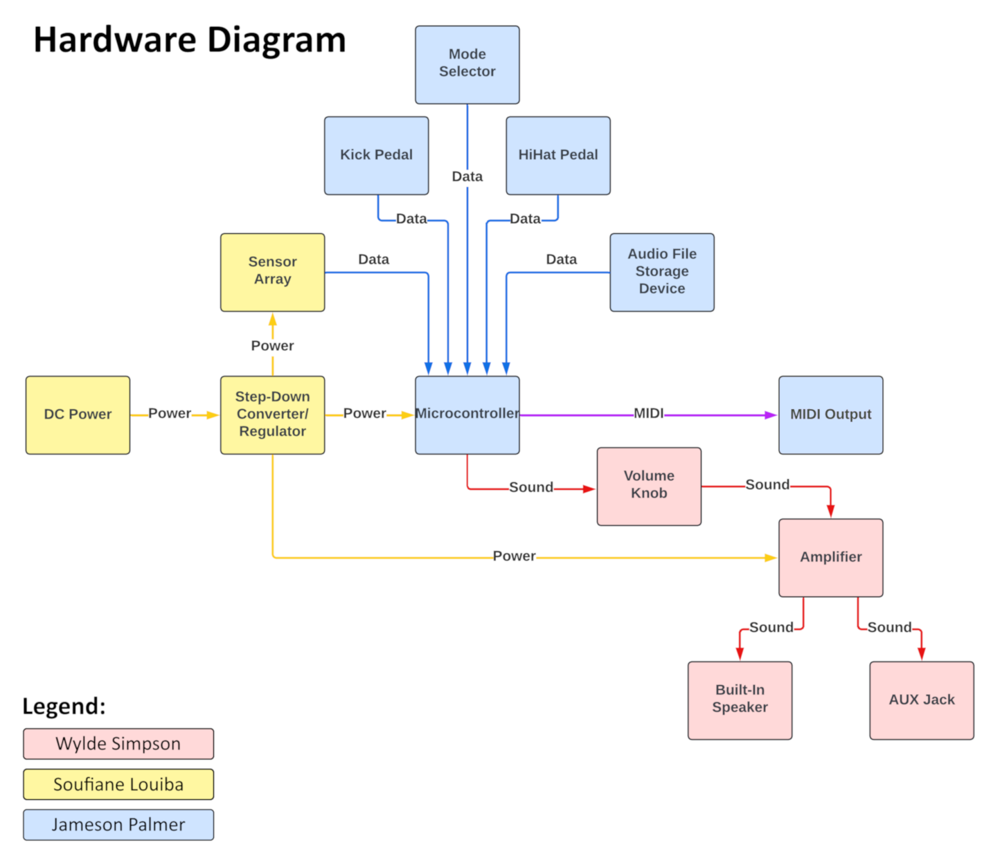 Hardware Diagram
Mode
Selector
Kick Pedal
HiHat Pedal
Data
Data
Data
Sensor
Array
Data
Data
Audio File
Storage
Device
Power
DC Power
Power
Step-Down
Converter/
Regulator
Power
Microcontroller
MIDI
MIDI Output
Sound
Volume
Knob
Sound
Power
Amplifier
Sound
Sound
Built-In
Speaker
AUX Jack
Legend:
Wylde Simpson
Soufiane Louiba
Jameson Palmer